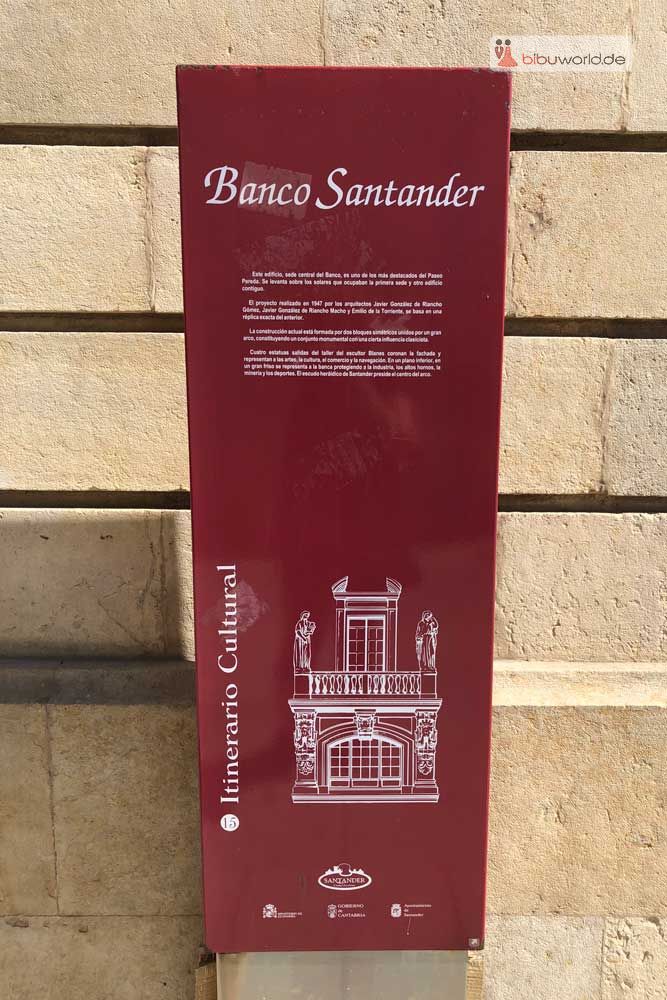 bibuworld.de
Banco Santander
Este edificio, sede central del Banco, es uno de los más destacados del Paseo
Pereda. Se levanta sobre los solares que ocupaban la primera sede y otro edificio
contiguo.
El proyecto realizado en 1947 por los arquitectos Javier González de Riancho
Gómez, Javier González de Riancho Macho y Emilio de la Torriente, se basa en una
réplica exacta del anterior.
La construcción actual está formada por dos bloques simétricos unidos por un gran
arco, constituyendo un conjunto monumental con una cierta influencia clasicista.
Cuatro estatuas salidas del taller del escultor Blanes coronan la fachada y
representan a las artes, la cultura, el comercio y la navegación. En un plano inferior, en
un gran friso se representa a la banca protegiendo a la industria, los altos hornos, la
minería y los deportes. El escudo heráldico de Santander preside el centro del arco.
15 Itinerario Cultural
SANTANDER
GOBIERNO
de
CANTABRIA
Ayuntamiento
de
Santander